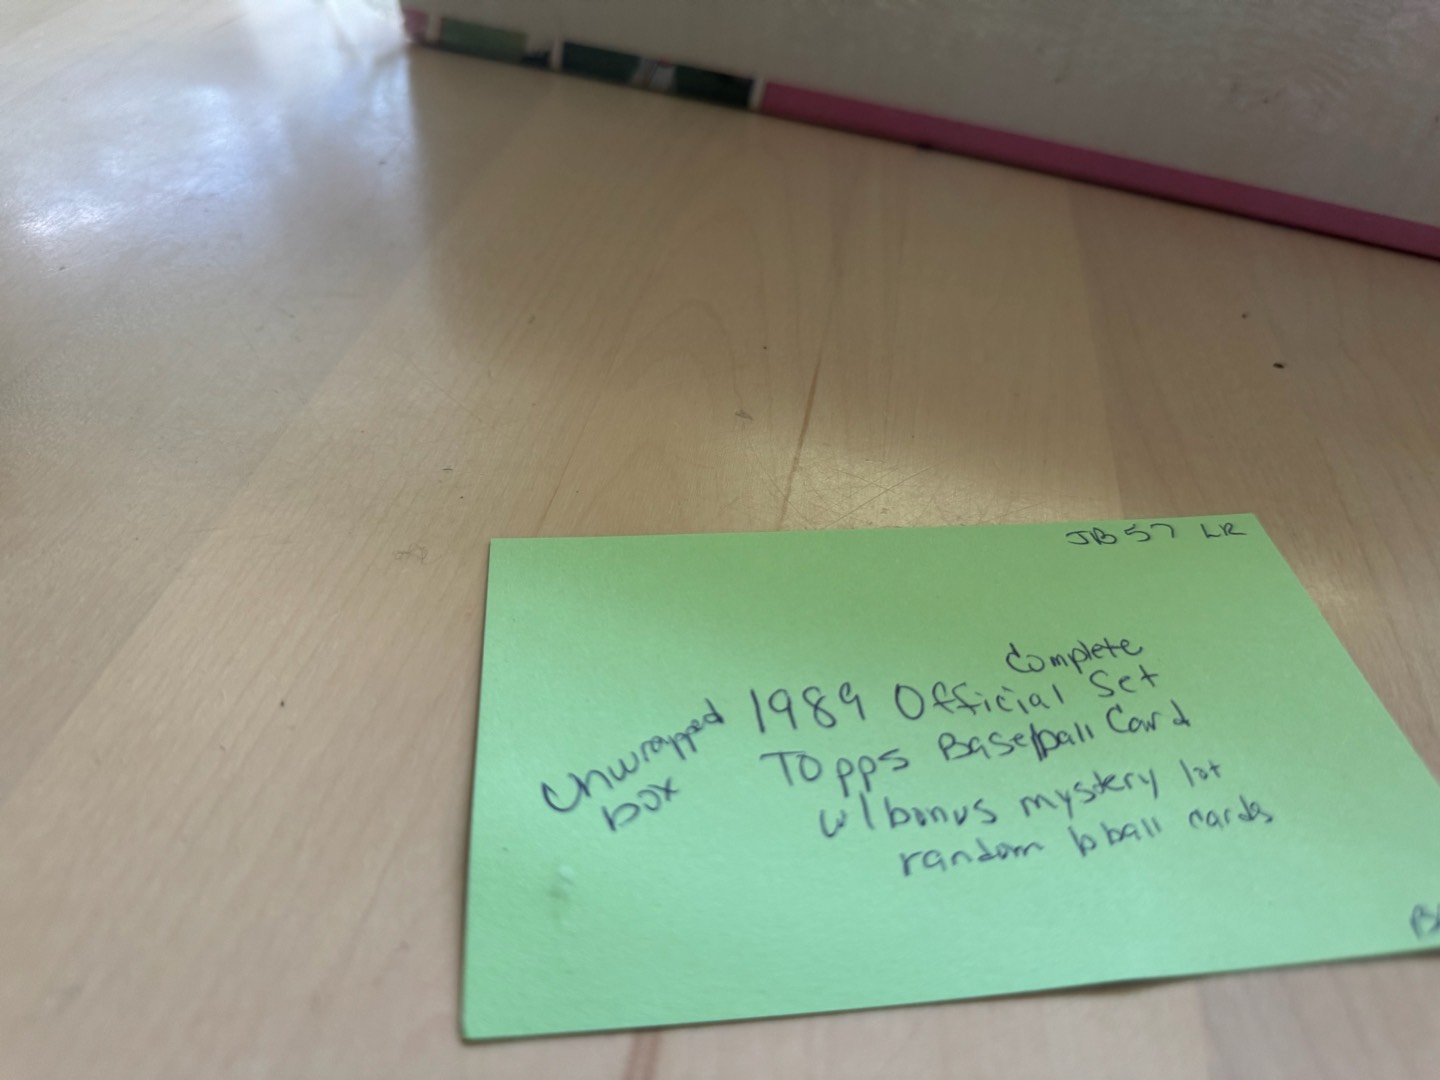 JB57 LR
Complete
1989 Official Set
Unwrapped box
Topps Baseball Card
w/bonus mystery lot
random bball cards